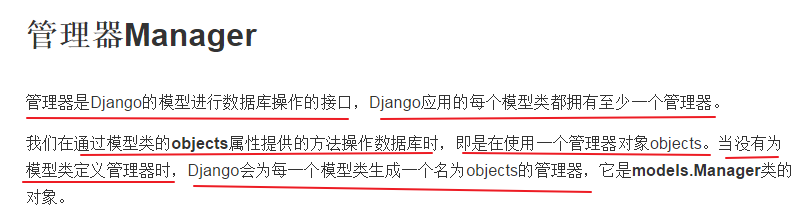 管理器Manager
管理器是Django的模型进行数据库操作的接口，Django应用的每个模型类都拥有至少一个管理器。
我们在通过模型类的objects属性提供的方法操作数据库时，即是在使用一个管理器对象objects。当没有为
模型类定义管理器时，Django会为每一个模型类生成一个名为objects的管理器，它是models.Manager类的
对象。